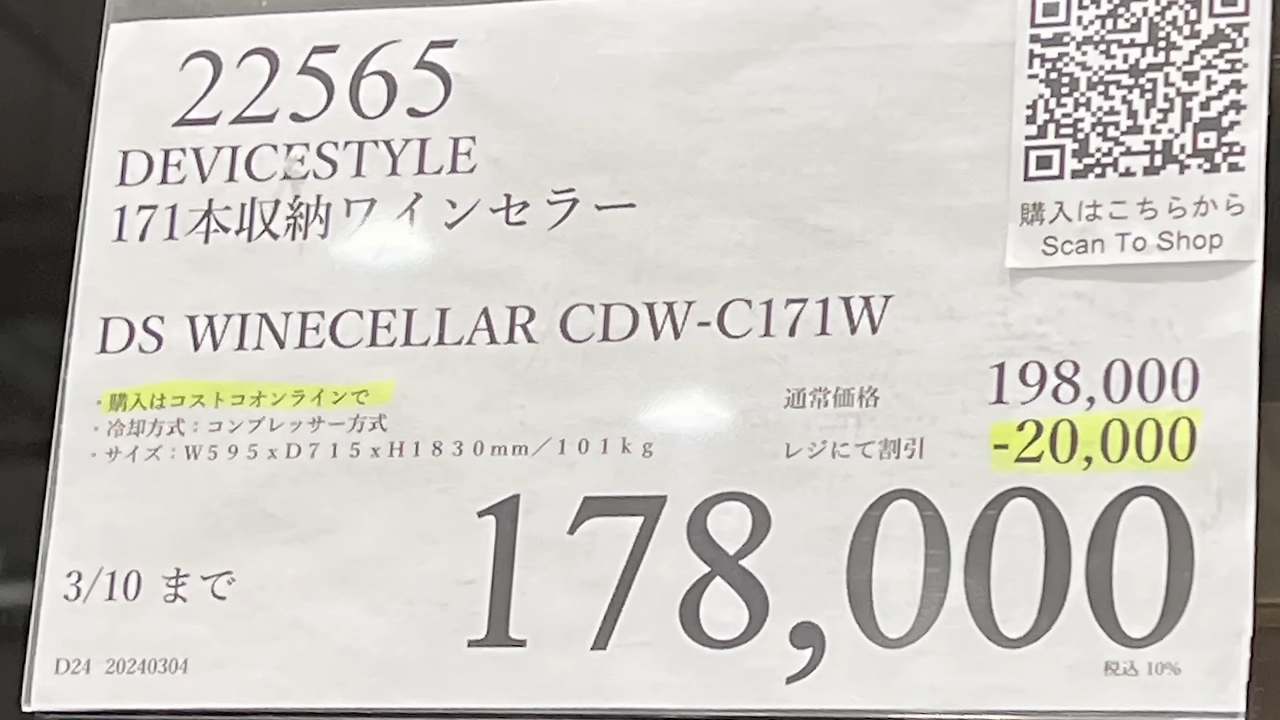 22565
DEVICESTYLE
171本収納ワインセラー
購入はこちらから
Scan To Shop
DS WINECELLAR CDW-C171W
・購入はコストコオンラインで
・冷却方式：コンプレッサー方式
・サイズ：W595xD715xH1830mm／101kg
通常価格 198,000
レジにて割引 -20,000
178,000
3/10 まで
D24 20240304
税込 10%